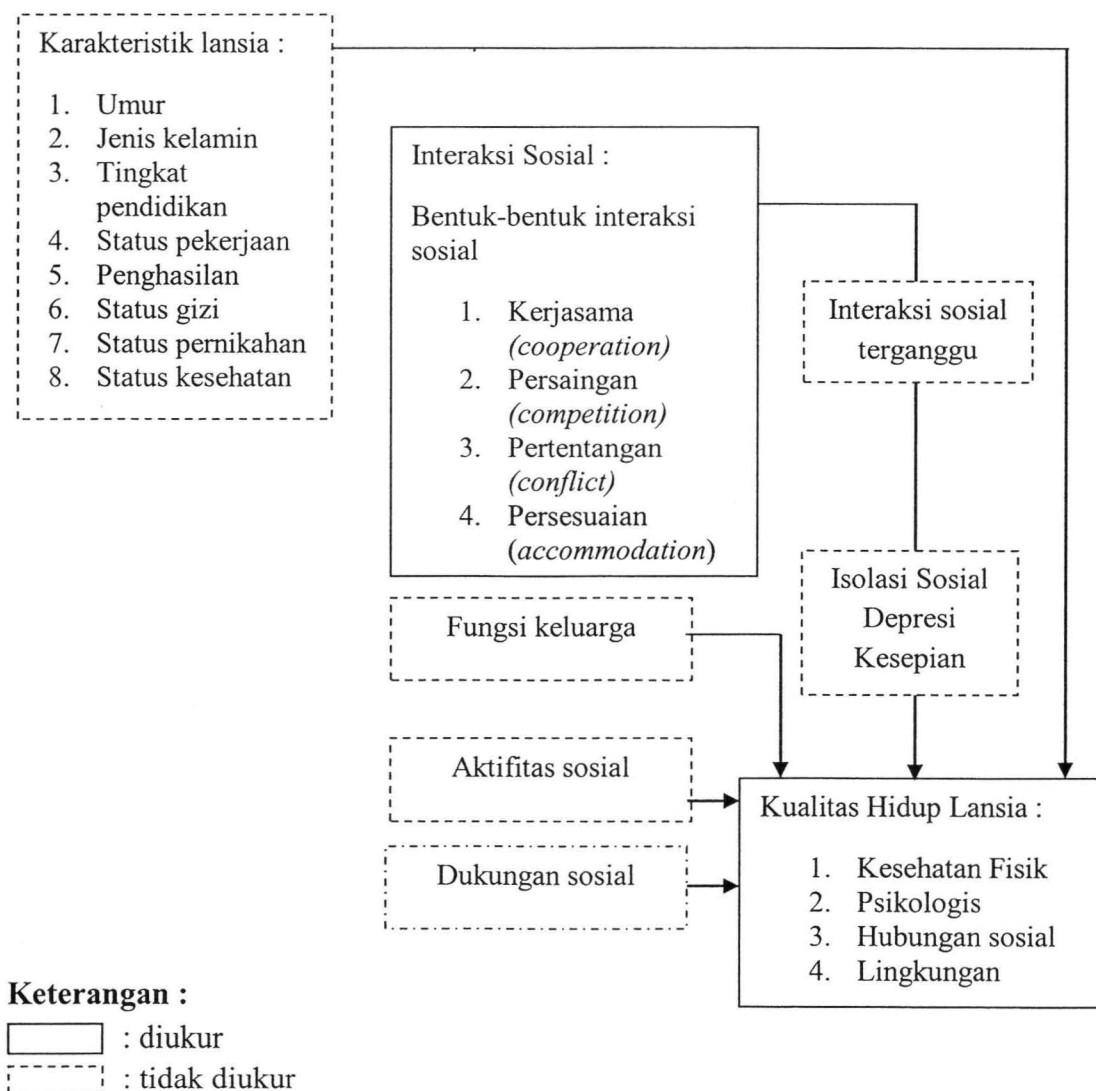 Karakteristik lansia :
1. Umur
2. Jenis kelamin
3. Tingkat
pendidikan
4. Status pekerjaan
5. Penghasilan
6. Status gizi
7. Status pernikahan
8. Status kesehatan
Interaksi Sosial :
Bentuk-bentuk interaksi
sosial
1. Kerjasama
(cooperation)
2. Persaingan
(competition)
3. Pertentangan
(conflict)
4. Persesuaian
(accommodation)
Interaksi sosial
terganggu
Isolasi Sosial
Depresi
Kesepian
Fungsi keluarga
Aktifitas sosial
Dukungan sosial
Kualitas Hidup Lansia :
1. Kesehatan Fisik
2. Psikologis
3. Hubungan sosial
4. Lingkungan
Keterangan :
: diukur
: tidak diukur